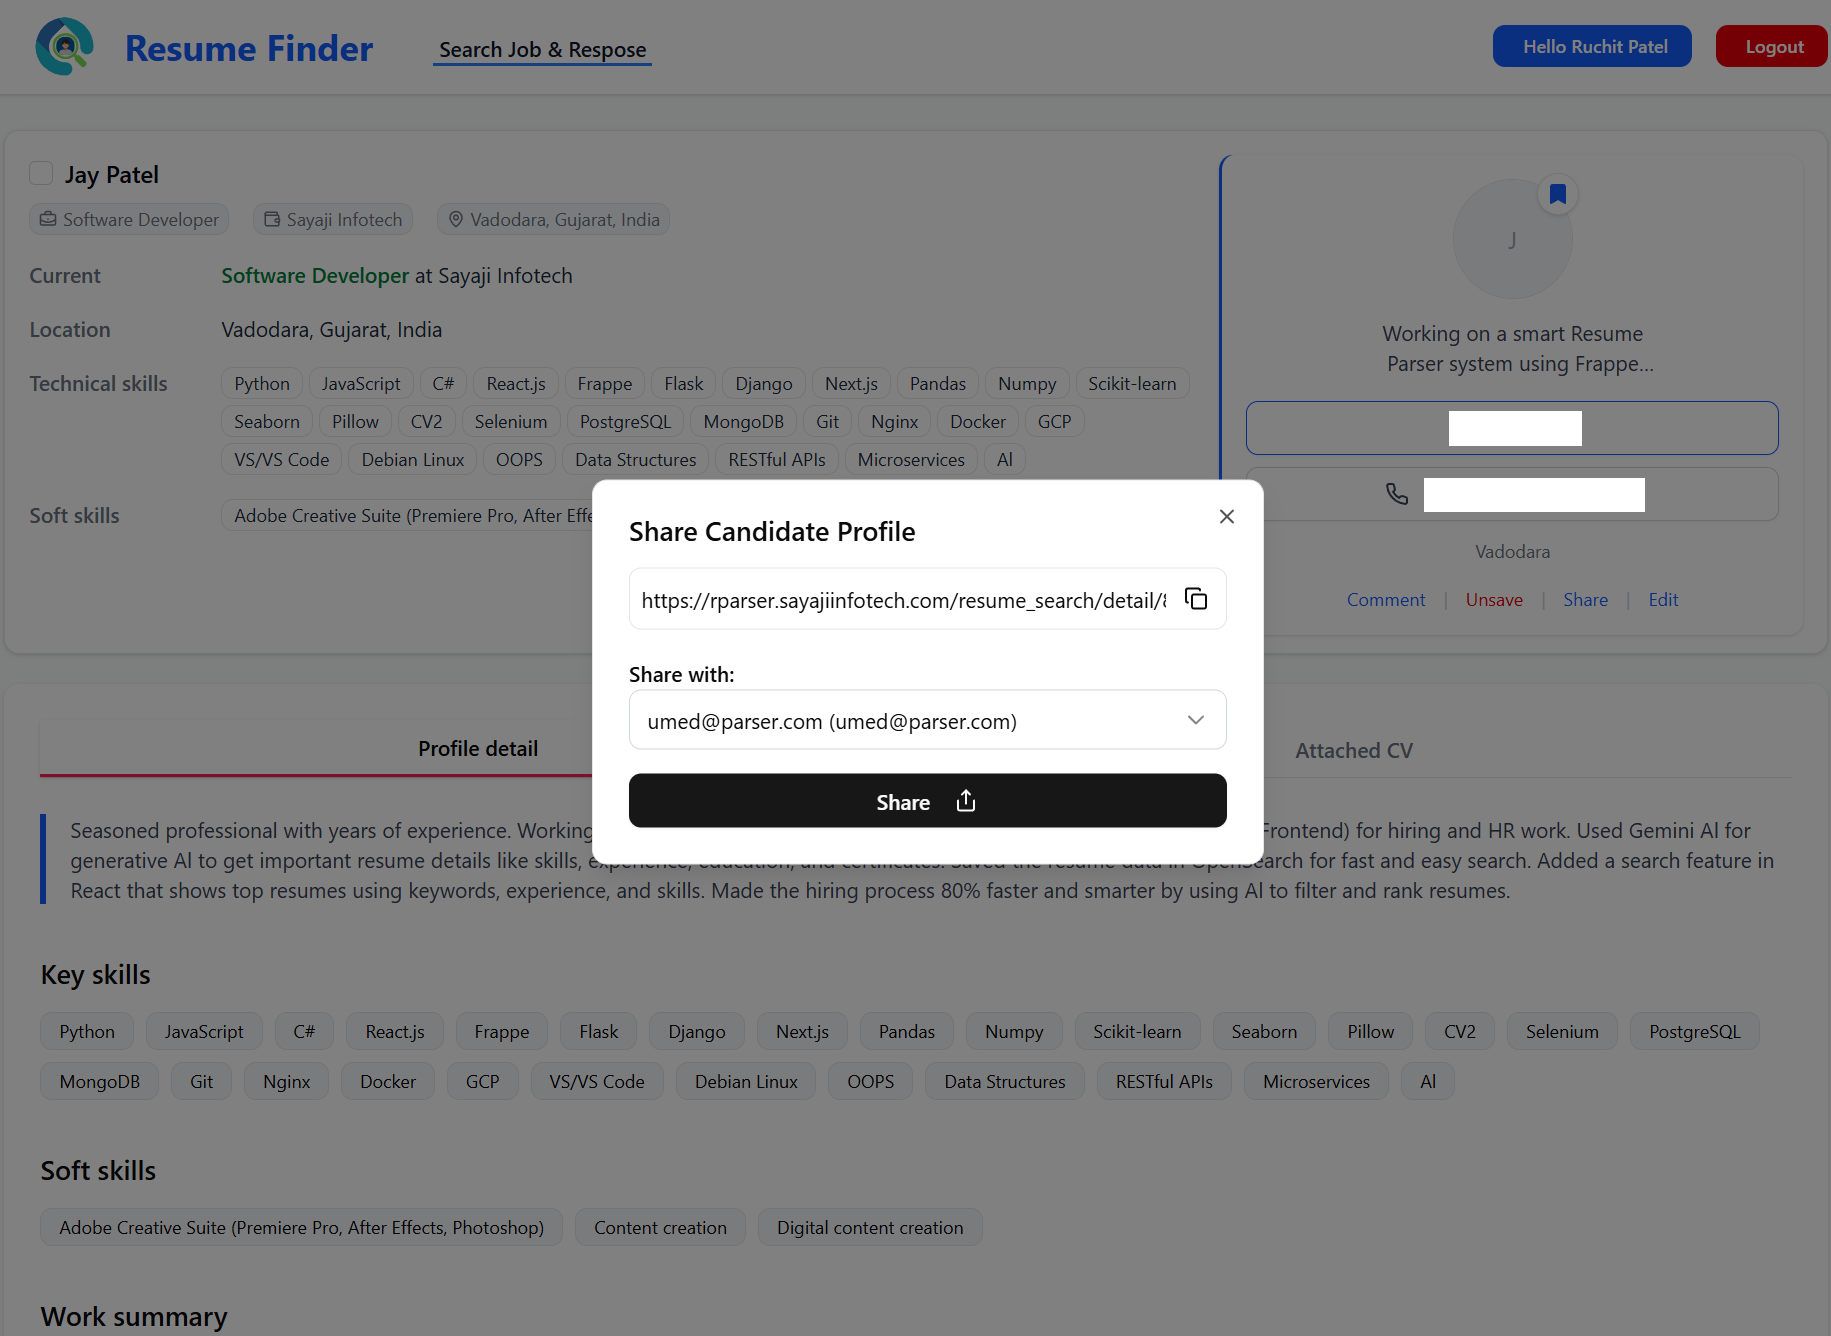 Resume Finder
Search Job & Respose
Hello Ruchit Patel
Logout
Jay Patel
Software Developer
Sayaji Infotech
Vadodara, Gujarat, India
Current
Software Developer at Sayaji Infotech
Location
Vadodara, Gujarat, India
Technical skills
Python JavaScript C# React.js Frappe Flask Django Next.js Pandas Numpy Scikit-learn
Seaborn Pillow CV2 Selenium PostgreSQL MongoDB Git Nginx Docker GCP
VS/VS Code Debian Linux OOPS Data Structures RESTful APIs Microservices AI
Soft skills
Adobe Creative Suite (Premiere Pro, After Effe
J
Working on a smart Resume
Parser system using Frappe...
Vadodara
Comment | Unsave | Share | Edit
Share Candidate Profile
https://rparser.sayajiinfotech.com/resume_search/detail/
Share with:
umed@parser.com (umed@parser.com)
Share
Profile detail
Attached CV
Seasoned professional with years of experience. Working Frontend) for hiring and HR work. Used Gemini AI for
generative AI to get important resume details like skills, experience, education, and certificates. Saved the resume data in OpenSearch for fast and easy search. Added a search feature in
React that shows top resumes using keywords, experience, and skills. Made the hiring process 80% faster and smarter by using AI to filter and rank resumes.
Key skills
Python JavaScript C# React.js Frappe Flask Django Next.js Pandas Numpy Scikit-learn Seaborn Pillow CV2 Selenium PostgreSQL
MongoDB Git Nginx Docker GCP VS/VS Code Debian Linux OOPS Data Structures RESTful APIs Microservices AI
Soft skills
Adobe Creative Suite (Premiere Pro, After Effects, Photoshop) Content creation Digital content creation
Work summary